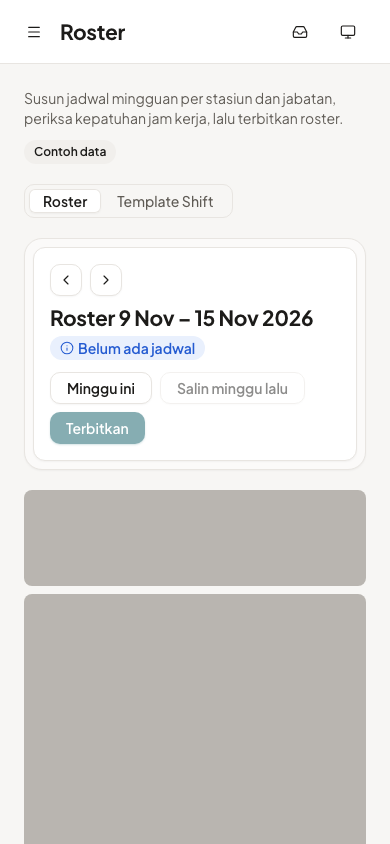 Roster
Susun jadwal mingguan per stasiun dan jabatan,
periksa kepatuhan jam kerja, lalu terbitkan roster.
Contoh data
Roster
Template Shift
Roster 9 Nov – 15 Nov 2026
Belum ada jadwal
Minggu ini
Salin minggu lalu
Terbitkan